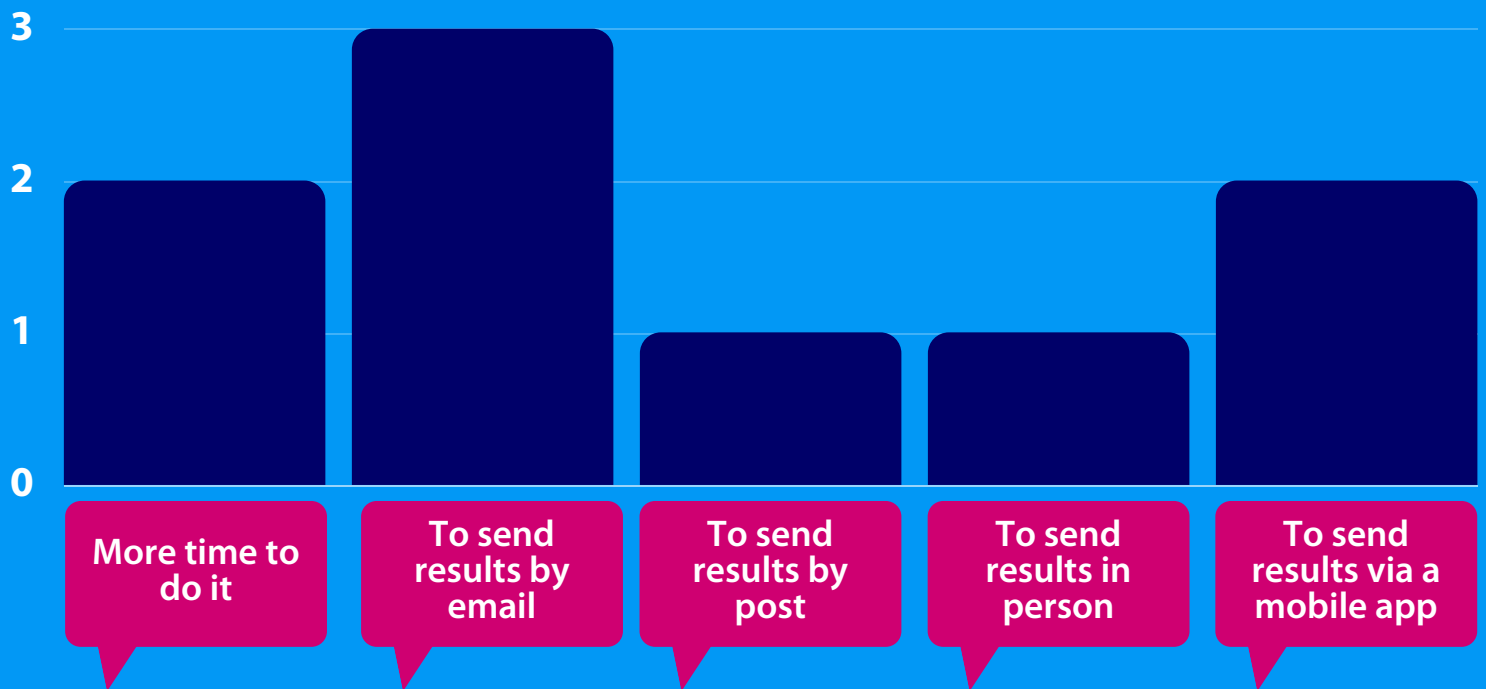 3
2
1
0
More time to
do it
To send
results by
email
To send
results by
post
To send
results in
person
To send
results via a
mobile app